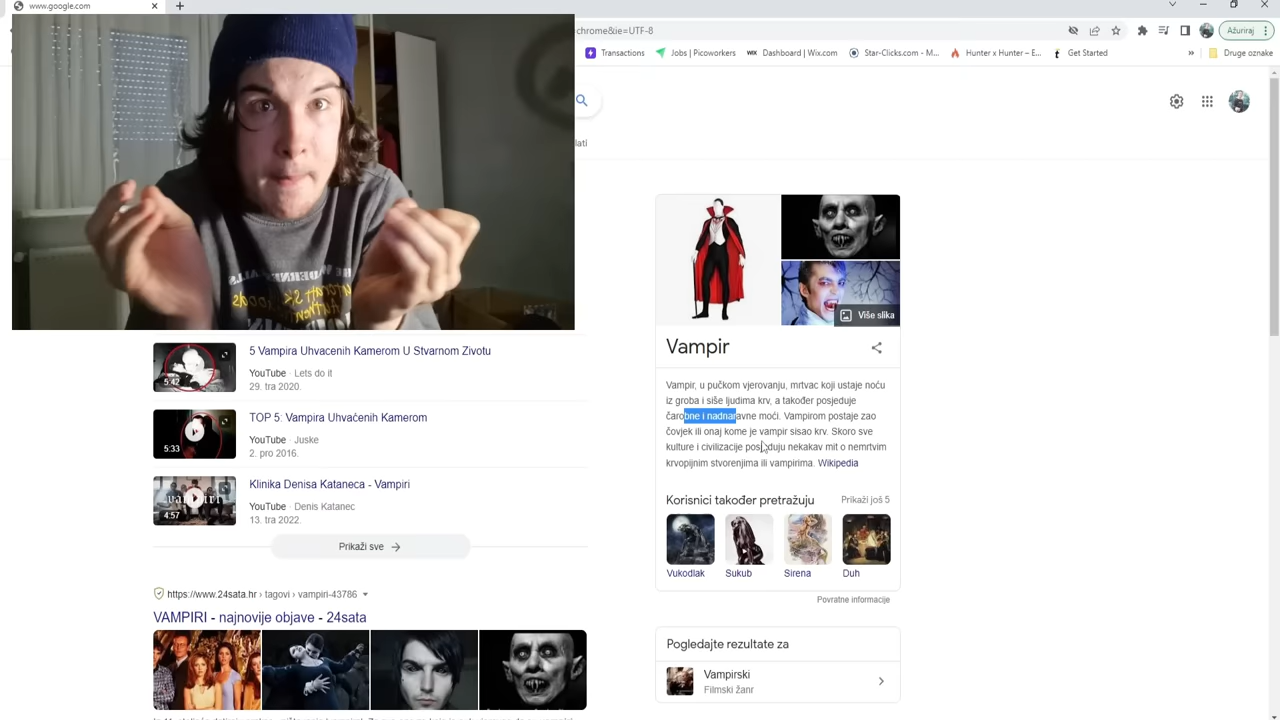 www.google.com
chrome&ie=UTF-8
Ažuriraj
Transactions
Jobs | Picoworkers
WIX Dashboard | Wix.com
Star-Clicks.com - M...
Hunter x Hunter – E...
Get Started
»
Druge oznake
lati
5 Vampira Uhvacenih Kamerom U Stvarnom Zivotu
YouTube · Lets do it
29. tra 2020.
5:42
TOP 5: Vampira Uhvaćenih Kamerom
YouTube · Juske
2. pro 2016.
5:33
Klinika Denisa Kataneca - Vampiri
YouTube · Denis Katanec
13. tra 2022.
vampiri
4:57
Prikaži sve →
https://www.24sata.hr › tagovi › vampiri-43786
VAMPIRI - najnovije objave - 24sata
Više slika
Vampir
Vampir, u pučkom vjerovanju, mrtvac koji ustaje noću
iz groba i siše ljudima krv, a također posjeduje
čarobne i nadnaravne moći. Vampirom postaje zao
čovjek ili onaj kome je vampir sisao krv. Skoro sve
kulture i civilizacije posjeduju nekakav mit o nemrtvim
krvopijnim stvorenjima ili vampirima. Wikipedia
Korisnici također pretražuju
Prikaži još 5
Vukodlak
Sukub
Sirena
Duh
Povratne informacije
Pogledajte rezultate za
Vampirski
Filmski žanr